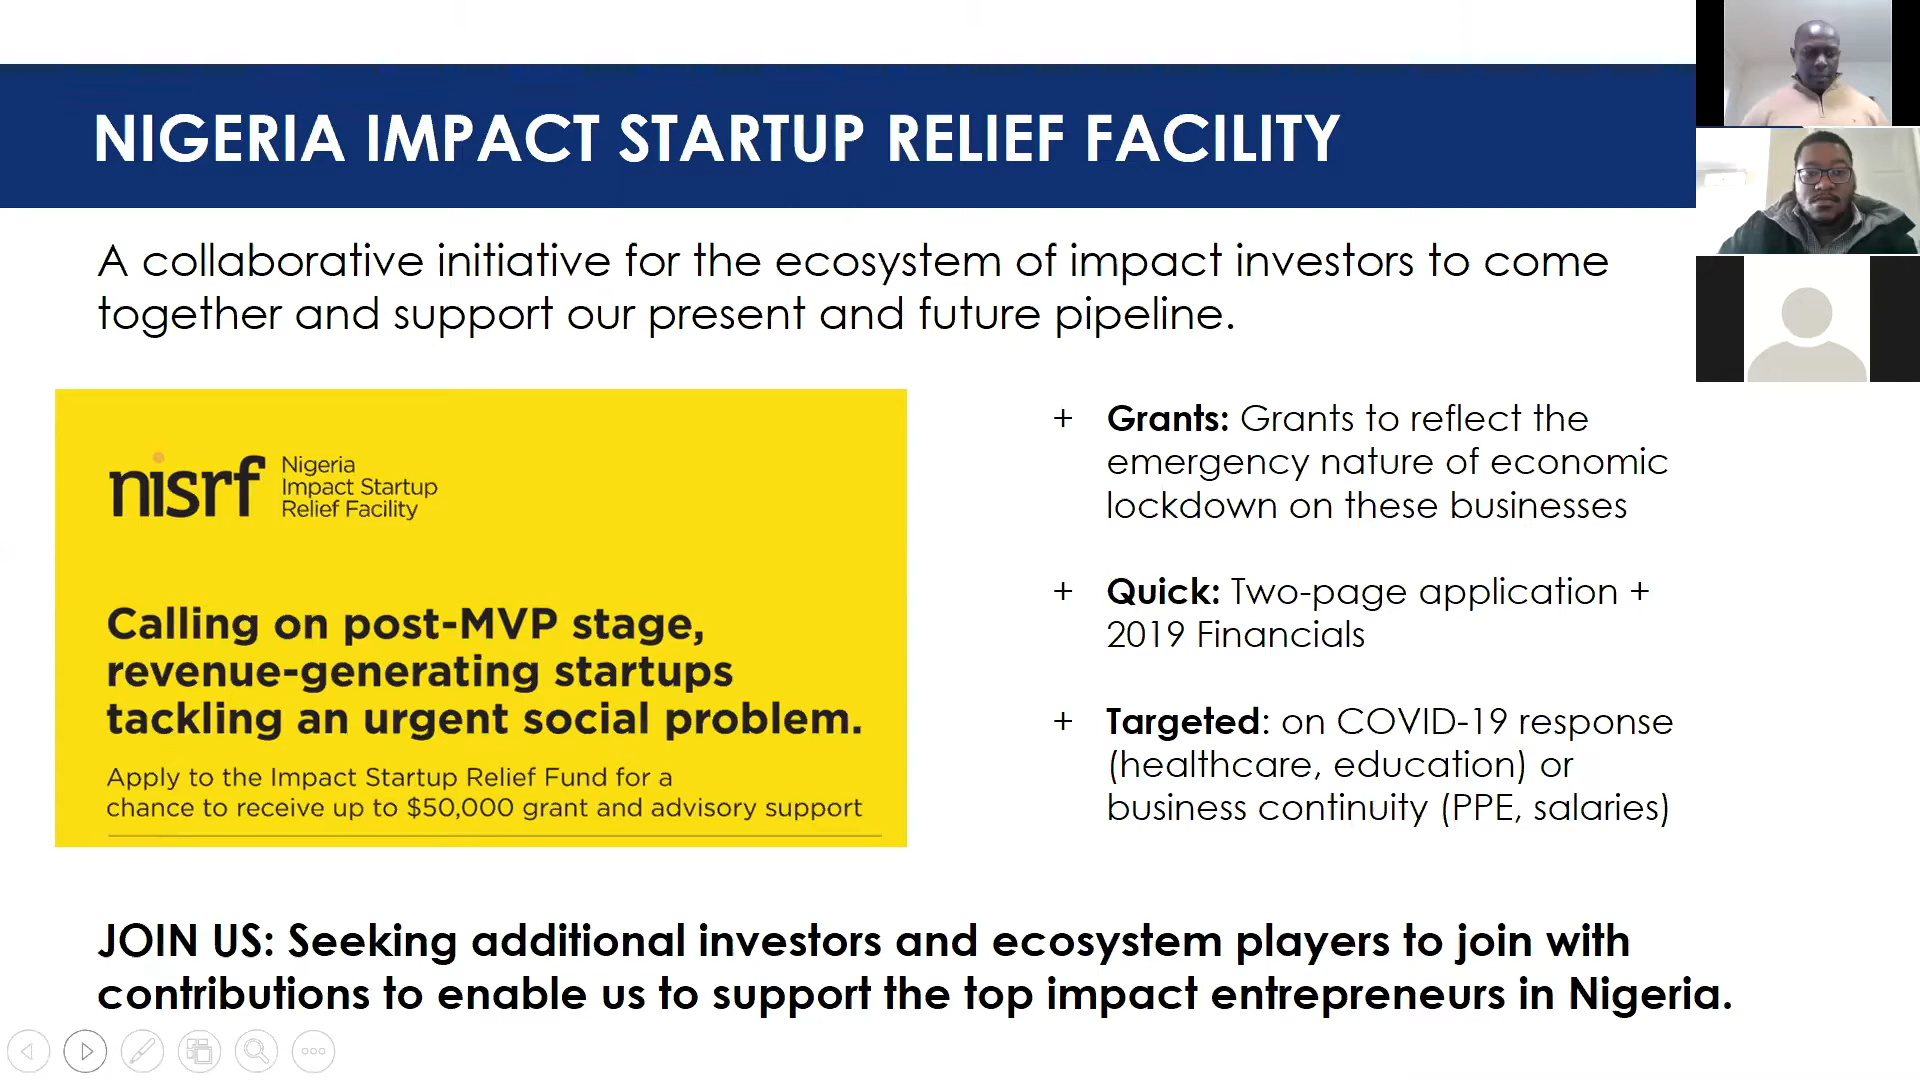 NIGERIA IMPACT STARTUP RELIEF FACILITY
A collaborative initiative for the ecosystem of impact investors to come
together and support our present and future pipeline.
nisrf
Nigeria
Impact Startup
Relief Facility
Calling on post-MVP stage,
revenue-generating startups
tackling an urgent social problem.
Apply to the Impact Startup Relief Fund for a
chance to receive up to $50,000 grant and advisory support
+ Grants: Grants to reflect the
emergency nature of economic
lockdown on these businesses
+ Quick: Two-page application +
2019 Financials
+ Targeted: on COVID-19 response
(healthcare, education) or
business continuity (PPE, salaries)
JOIN US: Seeking additional investors and ecosystem players to join with
contributions to enable us to support the top impact entrepreneurs in Nigeria.